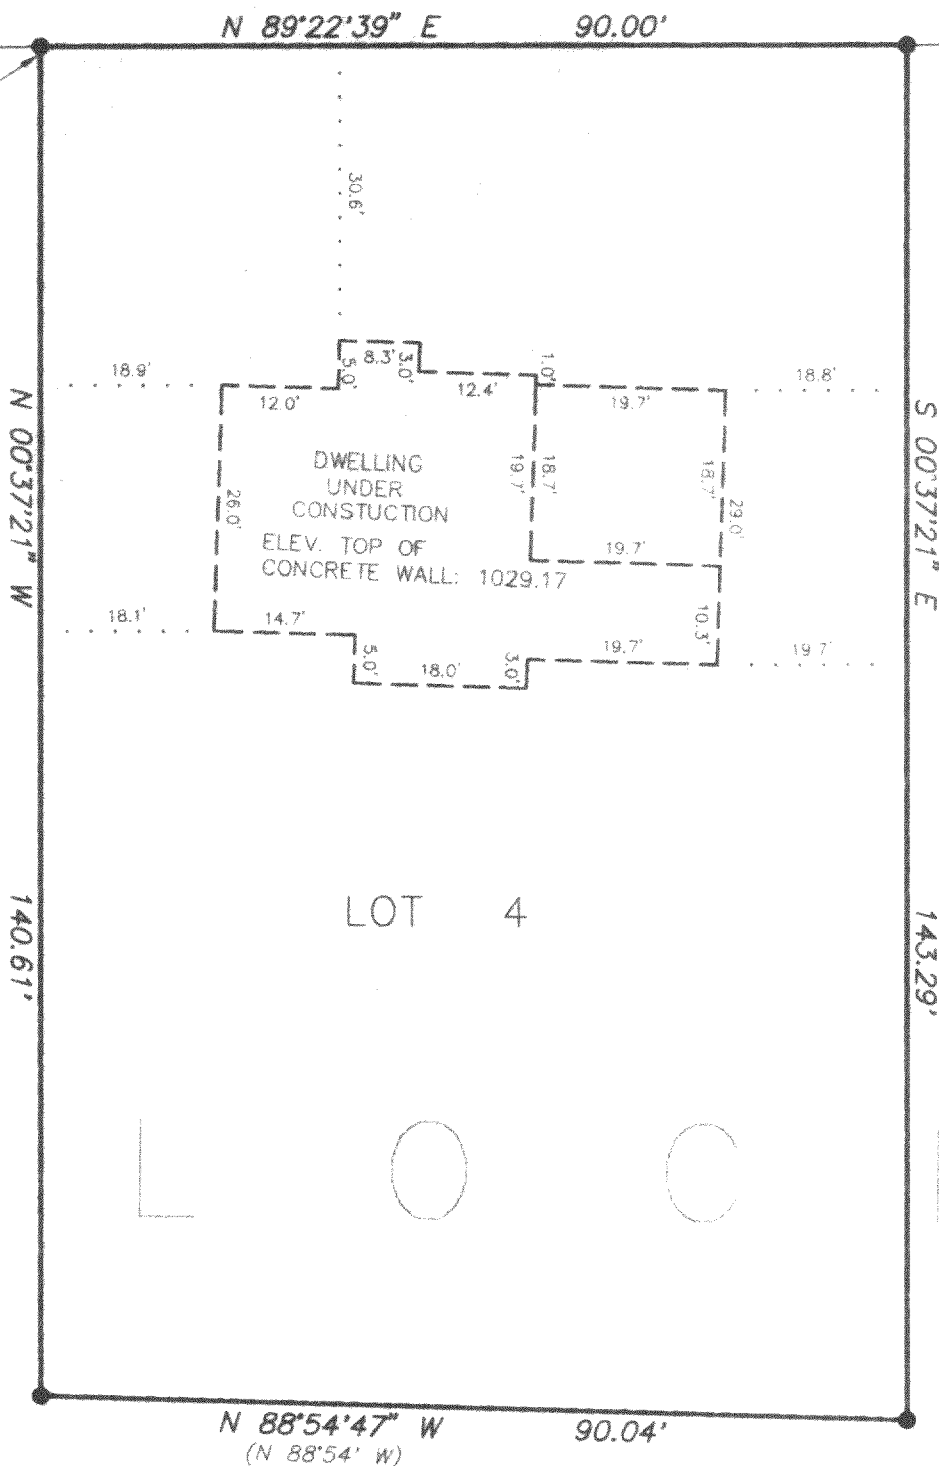 N 89°22'39" E 90.00'
30.6'
8.3'
3.0'
5.0'
1.0'
18.9'
12.0'
12.4'
19.7'
18.8'
N 00°37'21" W
S 00°37'21" E
DWELLING
UNDER
CONSTUCTION
ELEV. TOP OF
CONCRETE WALL: 1029.17
26.0'
19.7'
18.7'
18.7'
29.0'
19.7'
18.1'
14.7'
5.0'
18.0'
3.0'
19.7'
10.3'
19.7'
LOT 4
140.61'
143.29'
L O C
N 88°54'47" W 90.04'
(N 88°54' W)